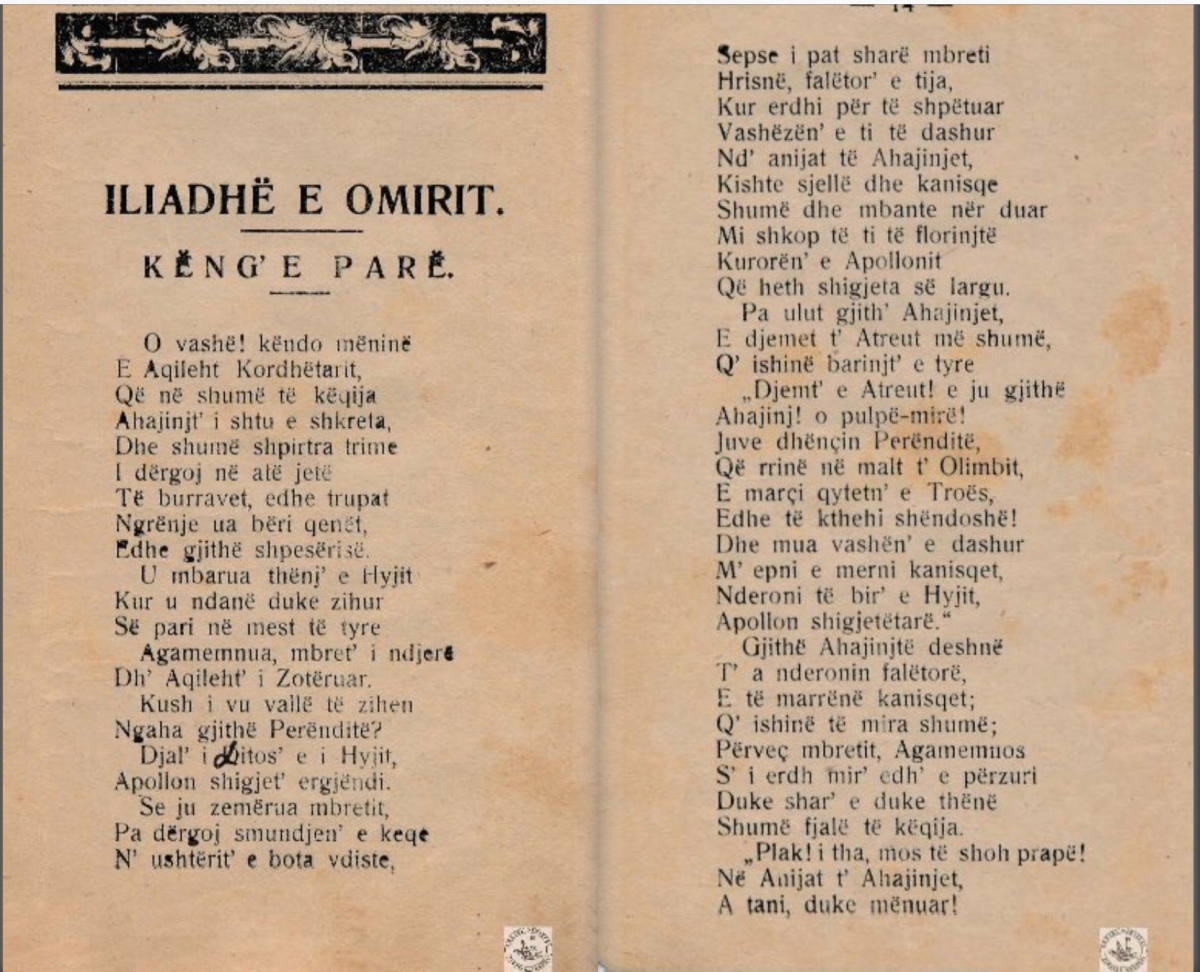 ILIADHË E OMIRIT.
KËNG’ E PARË.
O vashë! këndo mëninë
E Aqileht Kordhëtarit,
Që në shumë të këqija
Ahajinjt’ i shtu e shkreta,
Dhe shumë shpirtra trime
I dërgoj në atë jetë
Të burravet, edhe trupat
Ngrënje ua bëri qenët,
Edhe gjithë shpesërisë.
U mbarua thënj’ e Hyjit
Kur u ndanë duke zihur
Së pari në mest të tyre
Agamemnua, mbret’ i ndjerë
Dh’ Aqileht’ i Zotëruar.
Kush i vu vallë të zihen
Ngaha gjithë Perënditë?
Djal’ i Litos’ e i Hyjit,
Apollon shigjet’ ergjëndi.
Se ju zemërua mbretit,
Pa dërgoj smundjen’ e keqe
N’ ushtërit’ e bota vdiste,
— 14 —
Sepse i pat sharë mbreti
Hrisnë, falëtor’ e tija,
Kur erdhi për të shpëtuar
Vashëzën’ e ti të dashur
Nd’ anijat të Ahajinjet,
Kishte sjellë dhe kanisqe
Shumë dhe mbante nër duar
Mi shkop të ti të florinjtë
Kurorën’ e Apollonit
Që heth shigjeta së largu.
Pa ulut gjith’ Ahajinjet,
E djemet t’ Atreut më shumë,
Q’ ishinë barinjt’ e tyre
„Djemt’ e Atreut! e ju gjithë
Ahajinj! o pulpë-mirë!
Juve dhënçin Perënditë,
Që rrinë në malt t’ Olimbit,
E marçi qytetn’ e Troës,
Edhe të kthehi shëndoshë!
Dhe mua vashën’ e dashur
M’ epni e merni kanisqet,
Nderoni të bir’ e Hyjit,
Apollon shigjetëtarë.“
Gjithë Ahajinjtë deshnë
T’ a nderonin falëtorë,
E të marrënë kanisqet;
Q’ ishinë të mira shumë;
Përveç mbretit, Agamemnos
S’ i erdh mir’ edh’ e përzuri
Duke shar’ e duke thënë
Shumë fjalë të këqija.
„Plak! i tha, mos të shoh prapë!
Në Anijat t’ Ahajinjet,
A tani, duke mënuar!